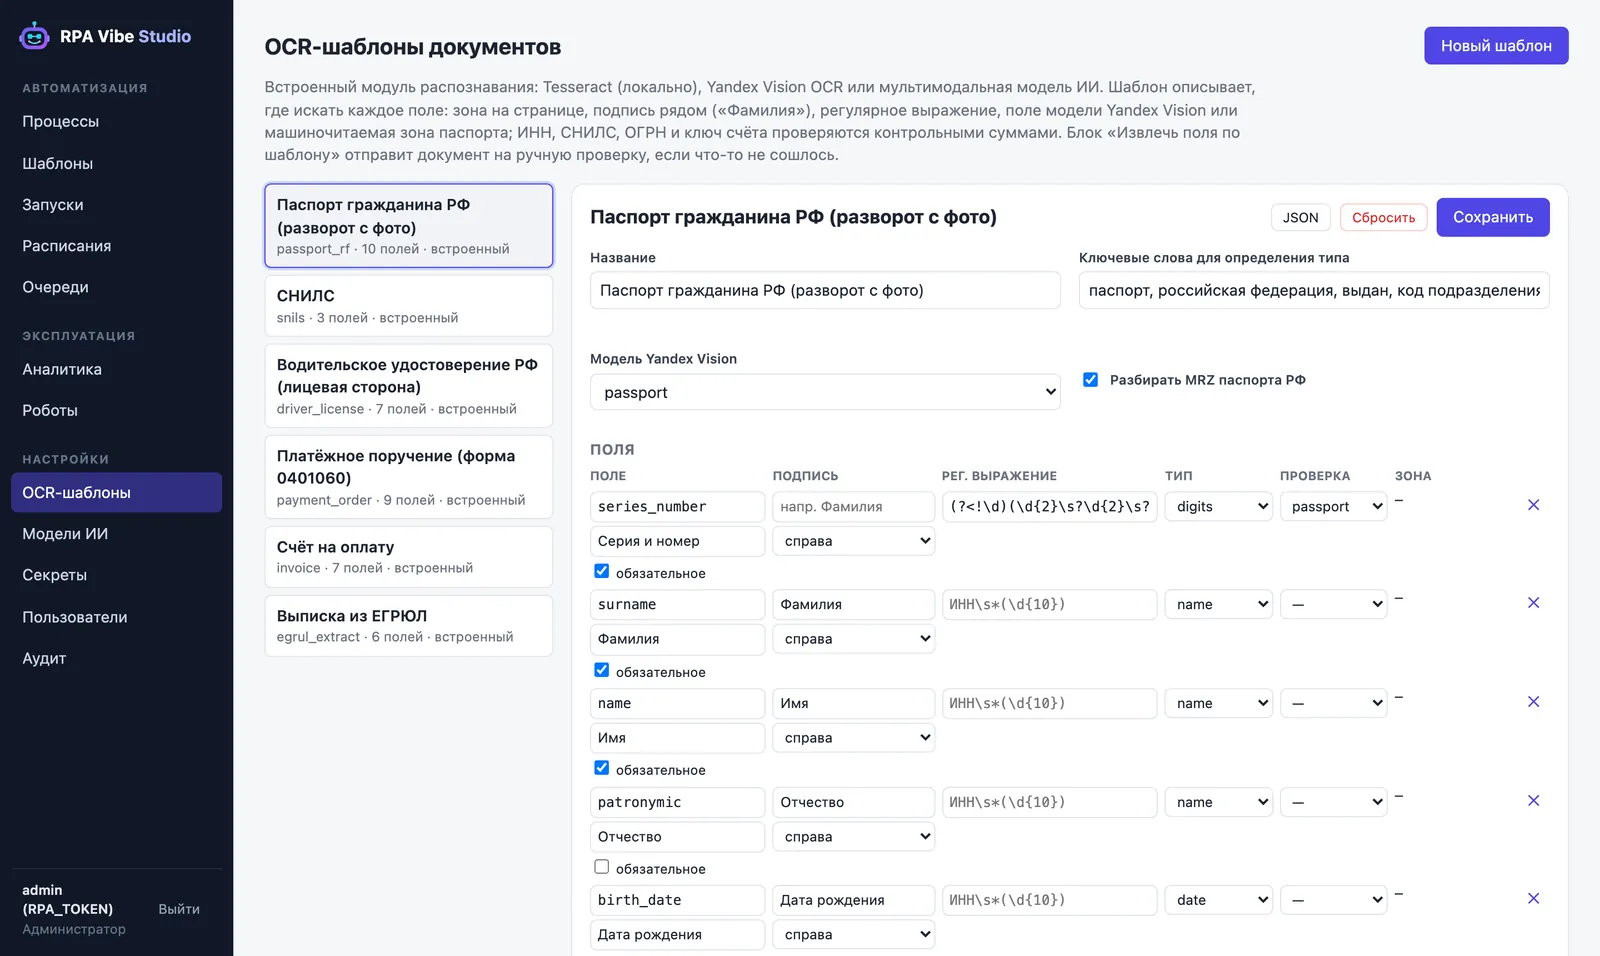 RPA Vibe Studio
АВТОМАТИЗАЦИЯ
Процессы
Шаблоны
Запуски
Расписания
Очереди
ЭКСПЛУАТАЦИЯ
Аналитика
Роботы
НАСТРОЙКИ
OCR-шаблоны
Модели ИИ
Секреты
Пользователи
Аудит
admin
(RPA_TOKEN)
Выйти
Администратор
OCR-шаблоны документов
Новый шаблон
Встроенный модуль распознавания: Tesseract (локально), Yandex Vision OCR или мультимодальная модель ИИ. Шаблон описывает,
где искать каждое поле: зона на странице, подпись рядом («Фамилия»), регулярное выражение, поле модели Yandex Vision или
машиночитаемая зона паспорта; ИНН, СНИЛС, ОГРН и ключ счёта проверяются контрольными суммами. Блок «Извлечь поля по
шаблону» отправит документ на ручную проверку, если что-то не сошлось.
Паспорт гражданина РФ
(разворот с фото)
passport_rf · 10 полей · встроенный
СНИЛС
snils · 3 полей · встроенный
Водительское удостоверение РФ
(лицевая сторона)
driver_license · 7 полей · встроенный
Платёжное поручение (форма
0401060)
payment_order · 9 полей · встроенный
Счёт на оплату
invoice · 7 полей · встроенный
Выписка из ЕГРЮЛ
egrul_extract · 6 полей · встроенный
Паспорт гражданина РФ (разворот с фото)
JSON
Сбросить
Сохранить
Название
Ключевые слова для определения типа
Паспорт гражданина РФ (разворот с фото)
паспорт, российская федерация, выдан, код подразделения
Модель Yandex Vision
passport
Разбирать MRZ паспорта РФ
ПОЛЯ
ПОЛЕ ПОДПИСЬ РЕГ. ВЫРАЖЕНИЕ ТИП ПРОВЕРКА ЗОНА
series_number напр. Фамилия (?<!\d)(\d{2}\s?\d{2}\s? digits passport –
Серия и номер справа
обязательное
surname Фамилия ИНН\s*(\d{10}) name — –
Фамилия справа
обязательное
name Имя ИНН\s*(\d{10}) name — –
Имя справа
обязательное
patronymic Отчество ИНН\s*(\d{10}) name — –
Отчество справа
обязательное
birth_date Дата рождения ИНН\s*(\d{10}) date — –
Дата рождения справа